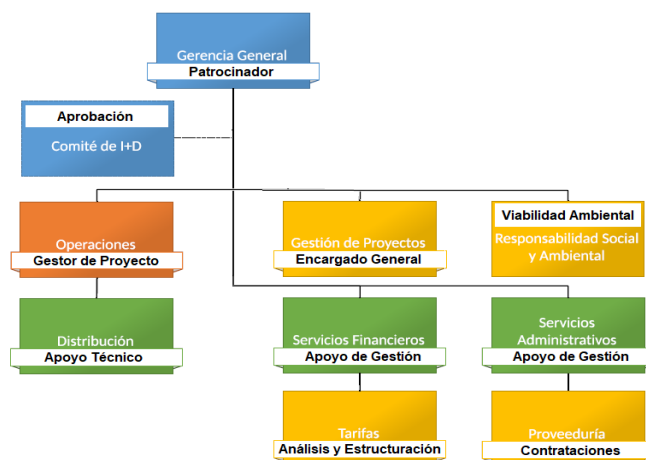 Gerencia General
Patrocinador
Aprobación
Comité de I+D
Operaciones
Gestor de Proyecto
Gestión de Proyectos
Encargado General
Viabilidad Ambiental
Responsabilidad Social
y Ambiental
Distribución
Apoyo Técnico
Servicios Financieros
Apoyo de Gestión
Servicios
Administrativos
Apoyo de Gestión
Tarifas
Análisis y Estructuración
Proveeduría
Contrataciones